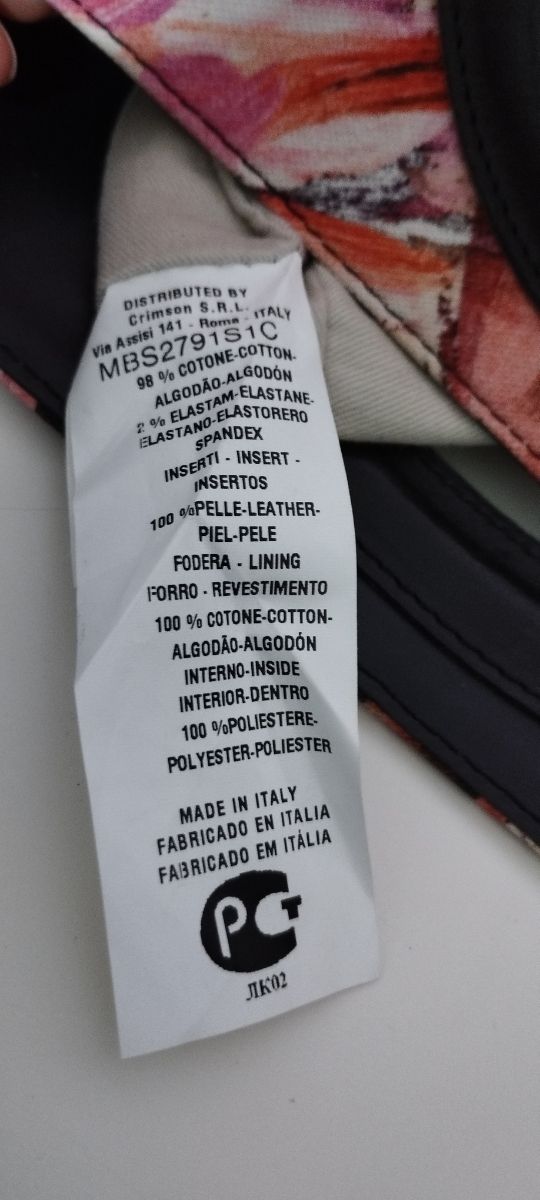 DISTRIBUTED BY
Crimson S.R.L.
Via Assisi 141 - Roma - ITALY
MBS2791S1C
98 % COTONE-COTTON-
ALGODÃO-ALGODÓN
2 % ELASTAM-ELASTANE-
ELASTANO-ELASTORERO
SPANDEX
INSERTI - INSERT -
INSERTOS
100 %PELLE-LEATHER-
PIEL-PELE
FODERA - LINING
FORRO - REVESTIMENTO
100 % COTONE-COTTON-
ALGODÃO-ALGODÓN
INTERNO-INSIDE
INTERIOR-DENTRO
100 %POLIESTERE-
POLYESTER-POLIESTER
MADE IN ITALY
FABRICADO EN ITALIA
FABRICADO EM ITÁLIA
РСТ
ЛК02